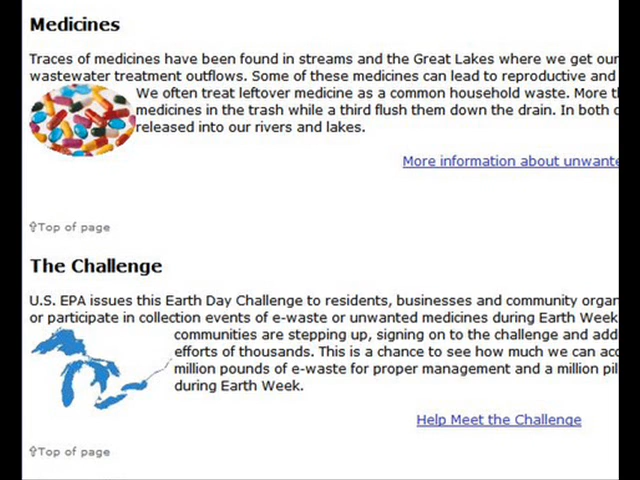 Medicines
Traces of medicines have been found in streams and the Great Lakes where we get our
wastewater treatment outflows. Some of these medicines can lead to reproductive and
We often treat leftover medicine as a common household waste. More
medicines in the trash while a third flush them down the drain. In both
released into our rivers and lakes.
More information about
⇧Top of page
The Challenge
U.S. EPA issues this Earth Day Challenge to residents, businesses and community
or participate in collection events of e-waste or unwanted medicines during Earth Week
communities are stepping up, signing on to the challenge and
efforts of thousands. This is a chance to see how much we can
million pounds of e-waste for proper management and a million
during Earth Week.
Help Meet the Challenge
⇧Top of page